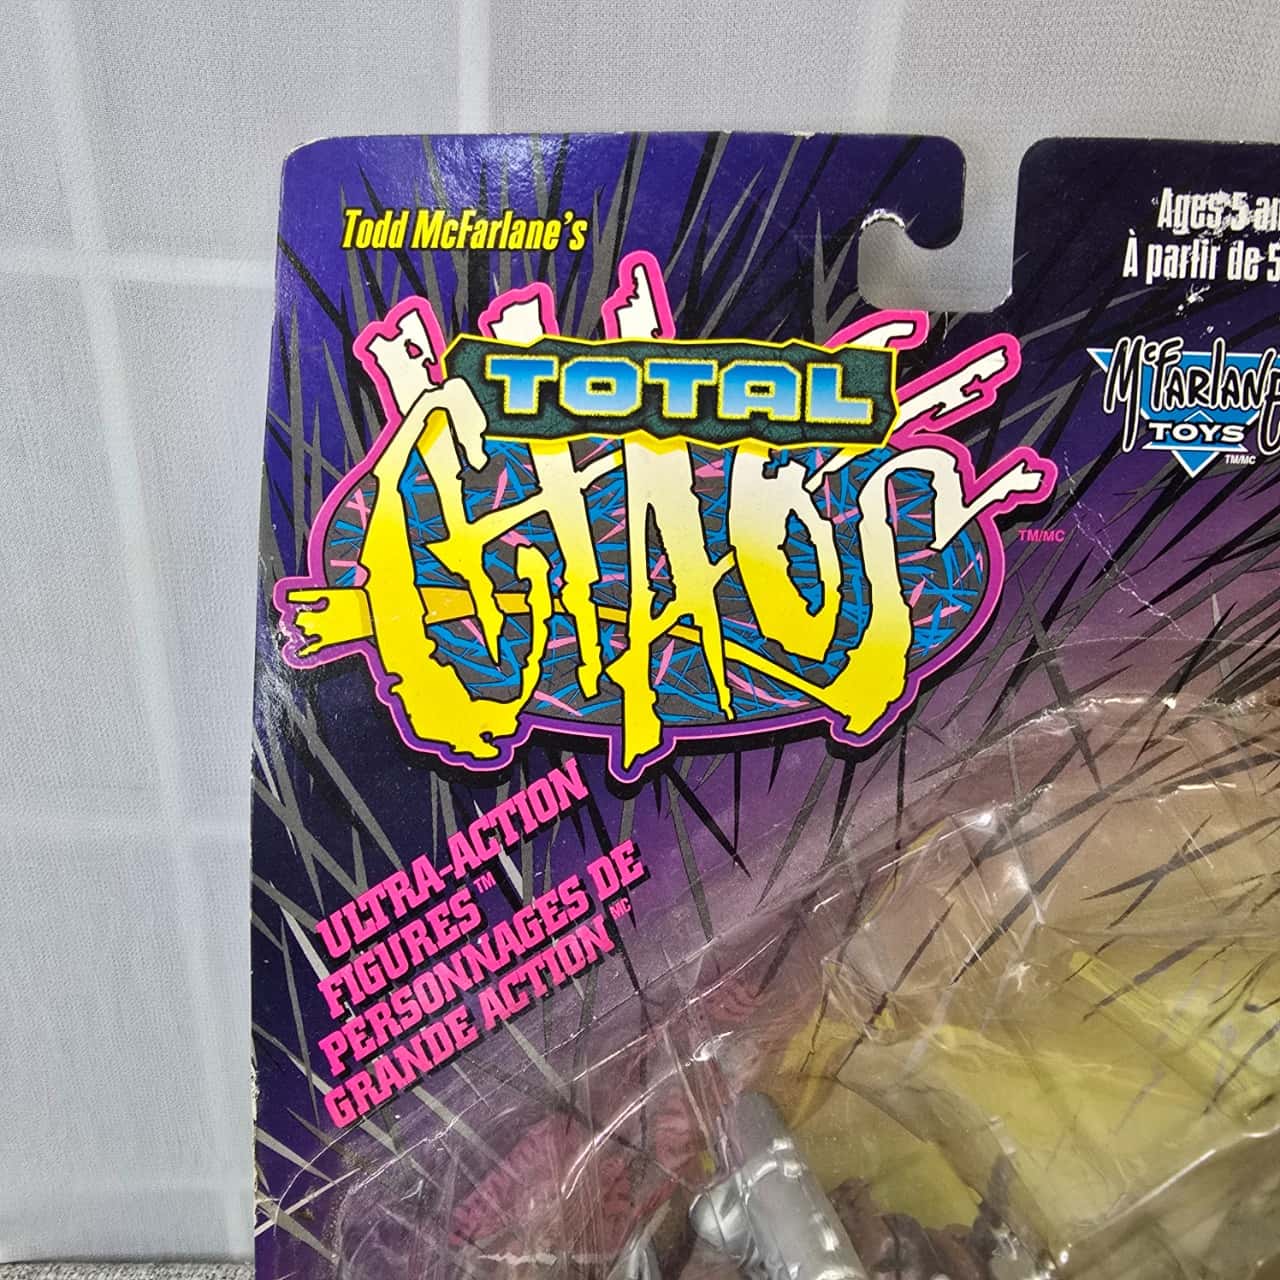 Todd McFarlane's
TOTAL
CHAOS
TM/MC
Ages 5
À partir de 5
McFARLANE
TOYS
TM/MC
ULTRA-ACTION
FIGURES™
PERSONNAGES DE
GRANDE ACTION MC